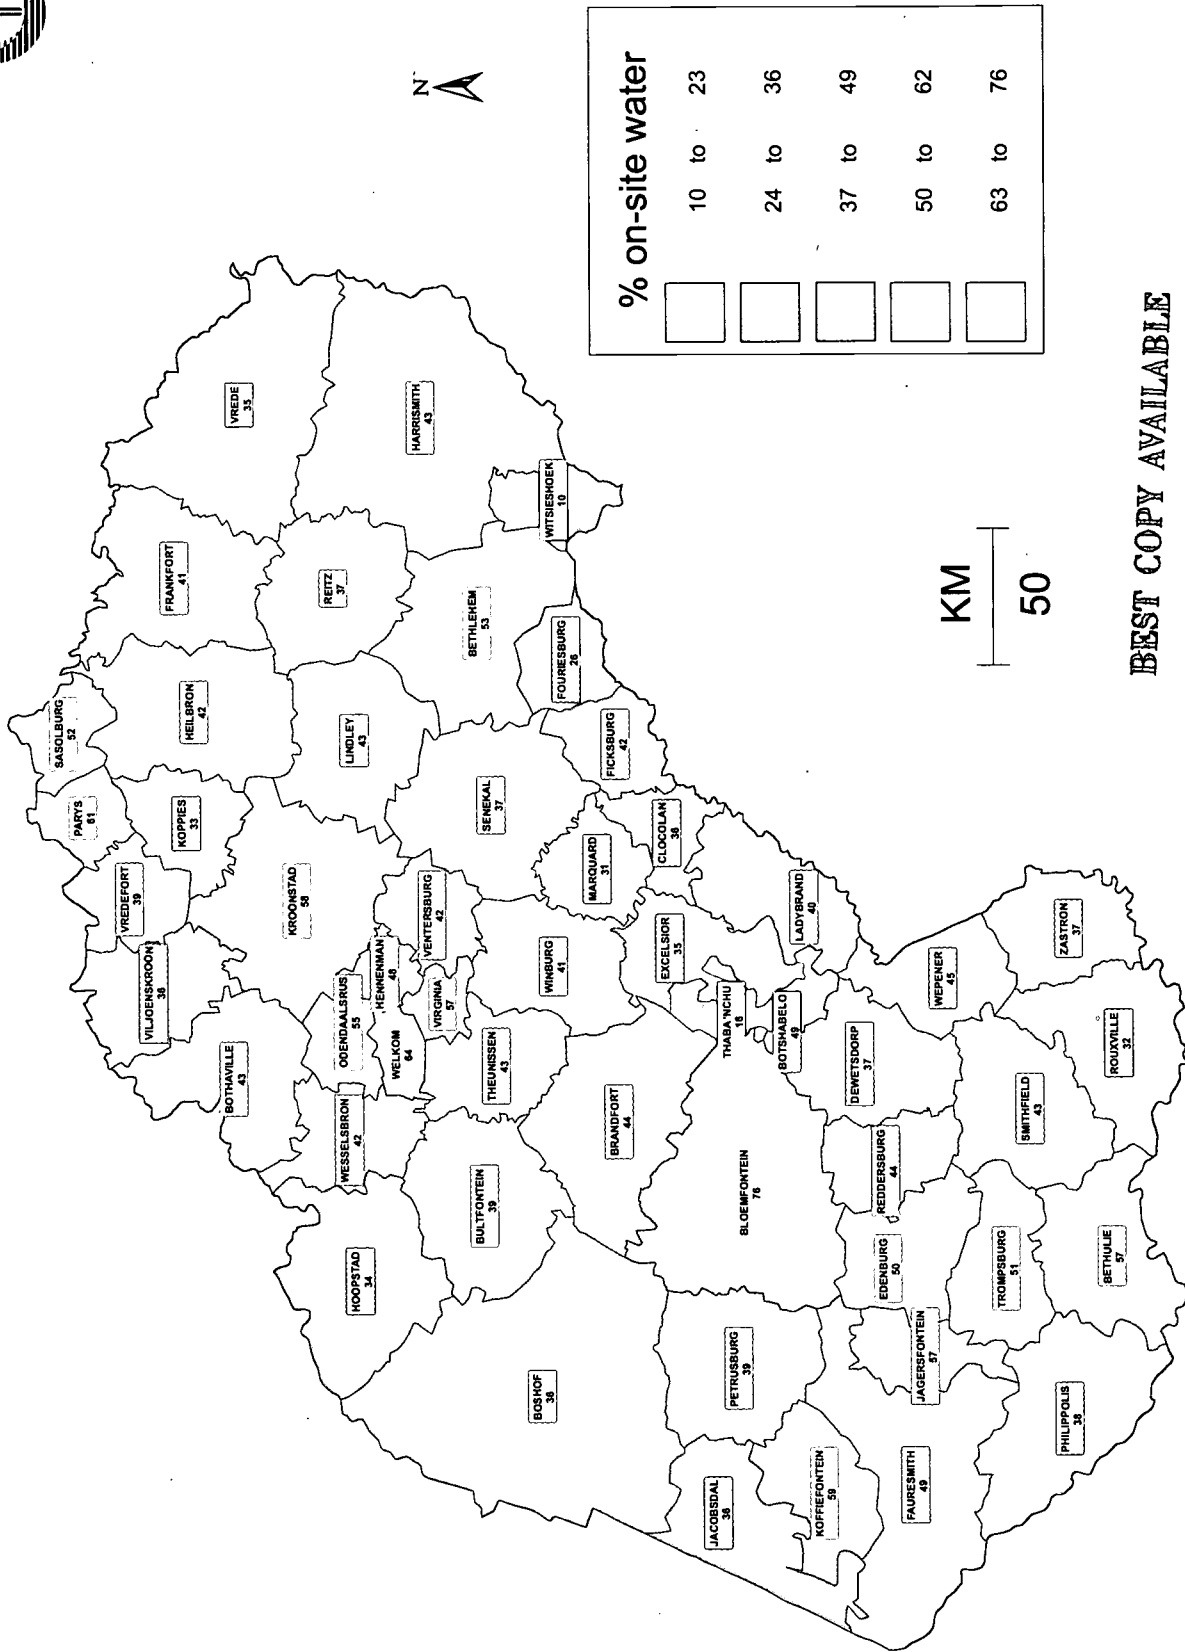 N
% on-site water
10 to 23
24 to 36
37 to 49
50 to 62
63 to 76
VREDE
35
HARRISMITH
43
WITSIESHOEK
10
FRANKFORT
41
REITZ
37
BETHLEHEM
53
FOURIESBURG
26
SASOLBURG
52
HEILBRON
42
LINDLEY
43
FICKSBURG
42
PARYS
61
KOPPIES
33
SENEKAL
37
MARQUARD
31
CLOCOLAN
36
VREDEFORT
39
KROONSTAD
58
VENTERSBURG
42
VILJOENSKROON
36
HENNENMAN
48
VIRGINIA
57
WINBURG
41
EXCELSIOR
35
LADYBRAND
40
ODENDAALSRUS
55
WELKOM
64
THABA 'NCHU
16
BOTSHABELO
49
WEPENER
45
ZASTRON
37
BOTHAVILLE
43
THEUNISSEN
43
DEWETSDORP
37
ROUXVILLE
32
WESSELSBRON
42
BRANDFORT
44
SMITHFIELD
43
BULTFONTEIN
39
BLOEMFONTEIN
76
REDDERSBURG
44
HOOPSTAD
34
EDENBURG
50
TROMPSBURG
51
BETHULIE
57
BOSHOF
36
PETRUSBURG
39
JAGERSFONTEIN
57
PHILIPPOLIS
38
JACOBSDAL
36
KOFFIEFONTEIN
59
FAURESMITH
49
KM
50
BEST COPY AVAILABLE